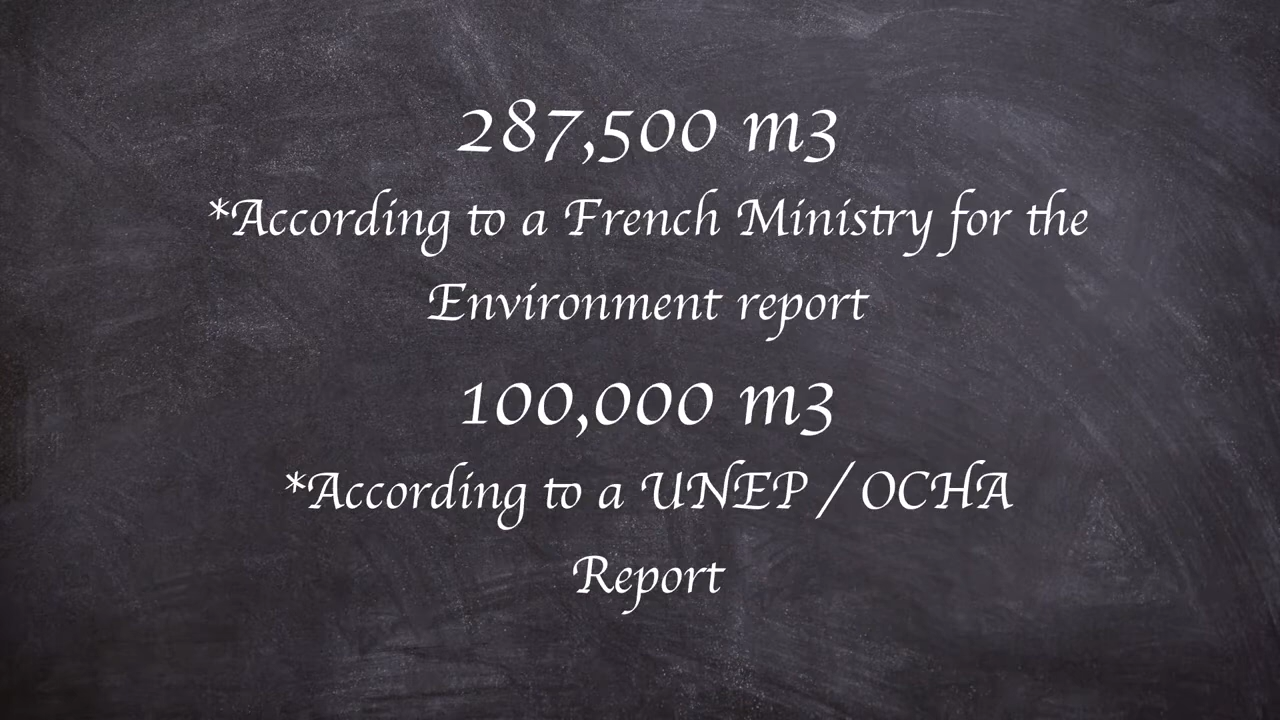 287,500 m3
*According to a French Ministry for the
Environment report
100,000 m3
*According to a UNEP / OCHA
Report